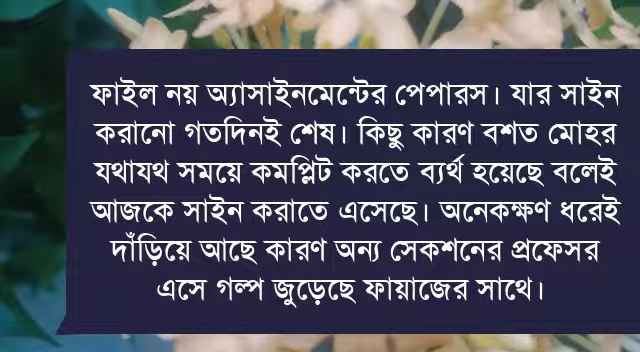 ফাইল নয় অ্যাসাইনমেন্টের পেপারস। যার সাইন
করানো গতদিনই শেষ। কিছু কারণ বশত মোহর
যথাযথ সময়ে কমপ্লিট করতে ব্যর্থ হয়েছে বলেই
আজকে সাইন করাতে এসেছে। অনেকক্ষণ ধরেই
দাঁড়িয়ে আছে কারণ অন্য সেকশনের প্রফেসর
এসে গল্প জুড়েছে ফায়াজের সাথে।